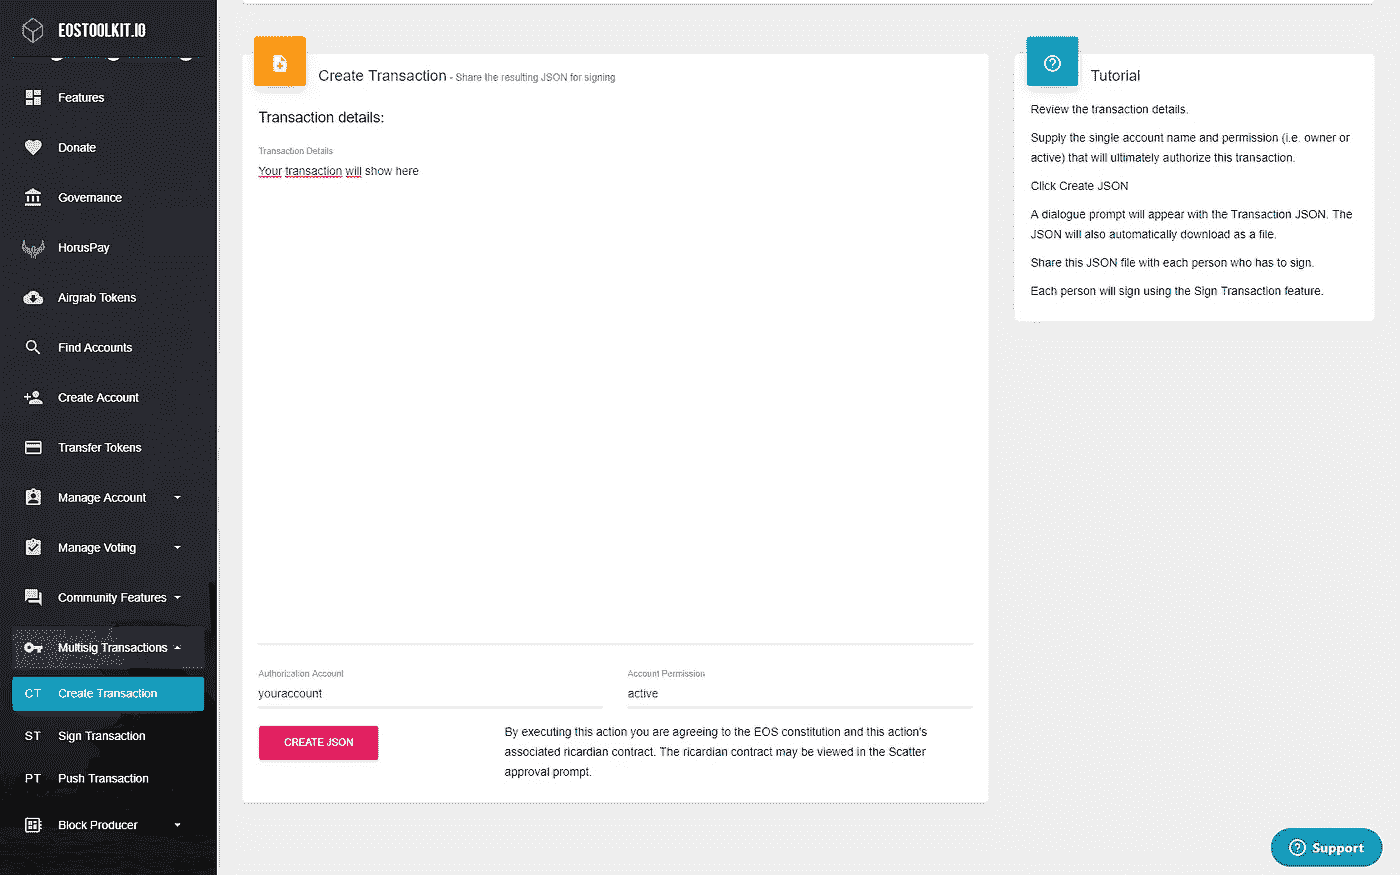 EOSTOOLKIT.IO
Features
Donate
Governance
HorusPay
Airgrab Tokens
Find Accounts
Create Account
Transfer Tokens
Manage Account
Manage Voting
Community Features
Multisig Transactions
CT Create Transaction
ST Sign Transaction
PT Push Transaction
Block Producer
Create Transaction - Share the resulting JSON for signing
Transaction details:
Transaction Details
Your transaction will show here
Authorization Account
youraccount
Account Permission
active
CREATE JSON
By executing this action you are agreeing to the EOS constitution and this action's
associated ricardian contract. The ricardian contract may be viewed in the Scatter
approval prompt.
Tutorial
Review the transaction details.
Supply the single account name and permission (i.e. owner or
active) that will ultimately authorize this transaction.
Click Create JSON
A dialogue prompt will appear with the Transaction JSON. The
JSON will also automatically download as a file.
Share this JSON file with each person who has to sign.
Each person will sign using the Sign Transaction feature.
Support